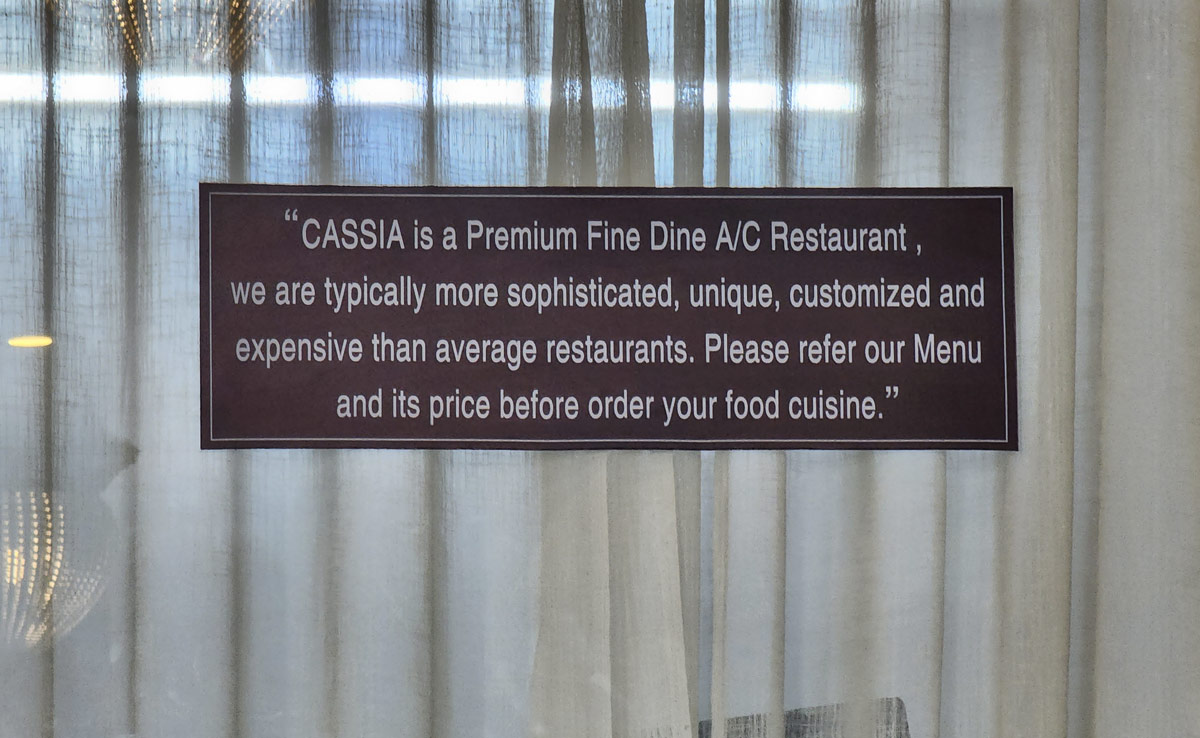 “CASSIA is a Premium Fine Dine A/C Restaurant ,
we are typically more sophisticated, unique, customized and
expensive than average restaurants. Please refer our Menu
and its price before order your food cuisine.”